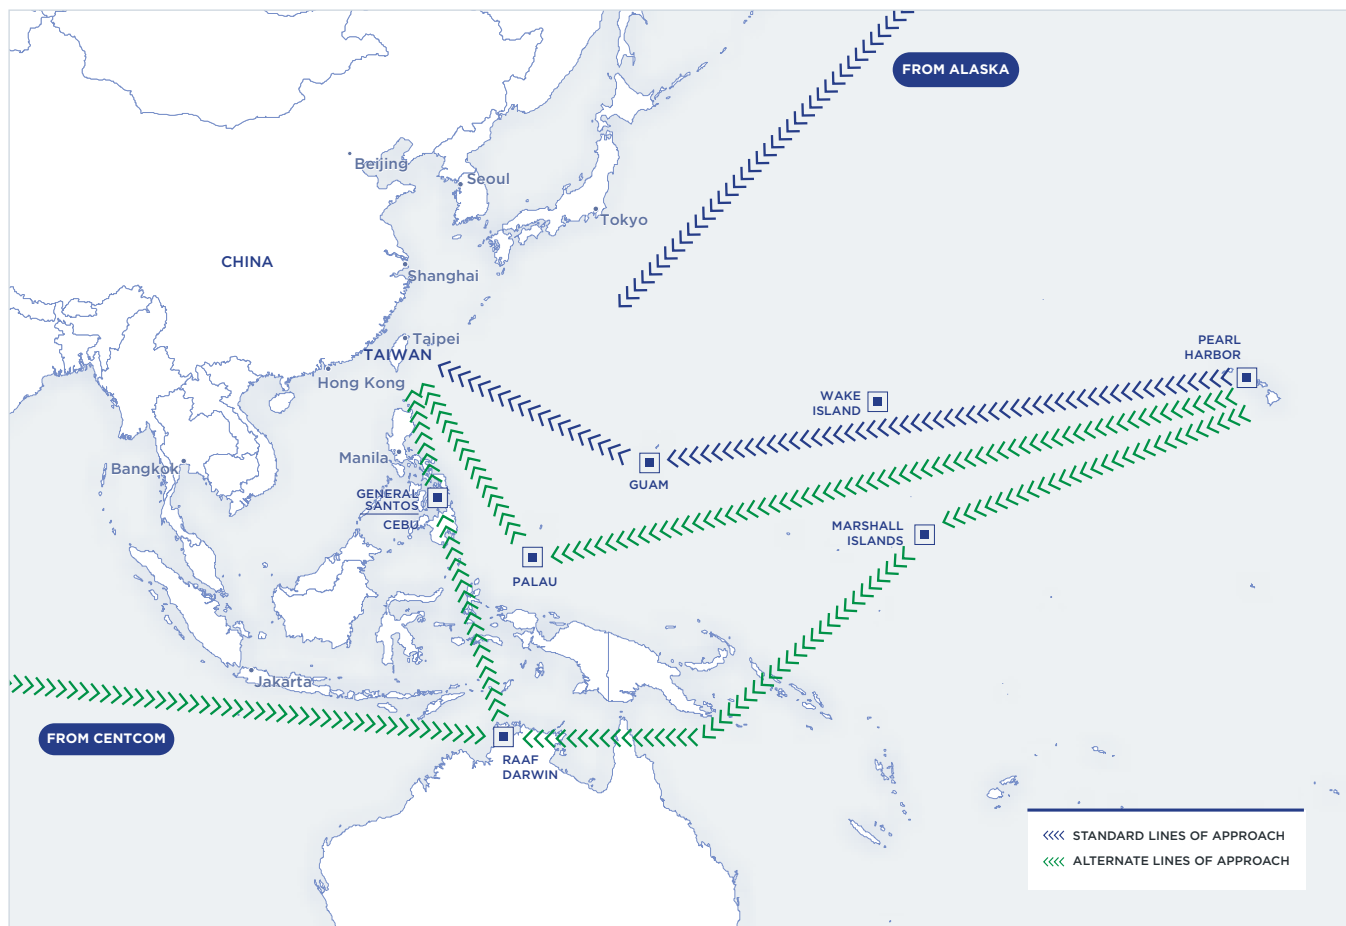 FROM ALASKA
Beijing
Seoul
Tokyo
CHINA
Shanghai
Taipei
TAIWAN
Hong Kong
PEARL
HARBOR
WAKE
ISLAND
Manila
Bangkok
GUAM
GENERAL
SANTOS
CEBU
MARSHALL
ISLANDS
PALAU
Jakarta
FROM CENTCOM
RAAF
DARWIN
STANDARD LINES OF APPROACH
ALTERNATE LINES OF APPROACH